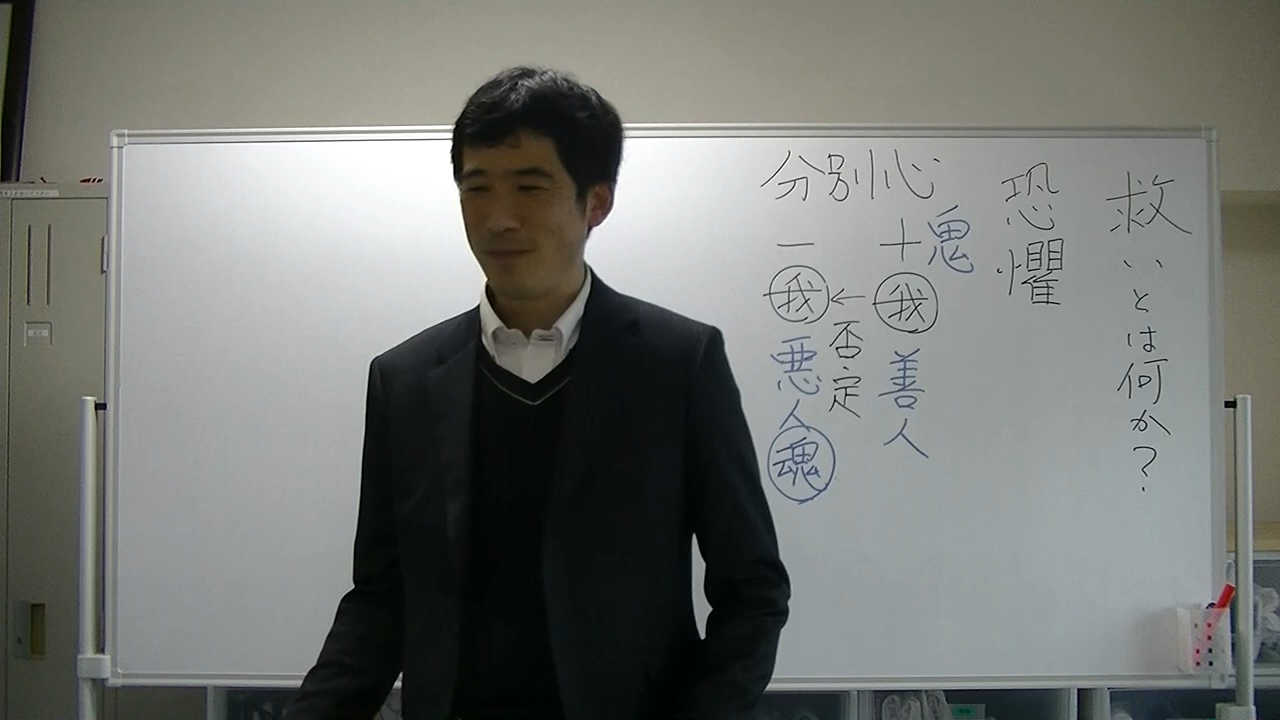 救いとは何か?
恐懼
分別心
鬼
+我善人
←否定
-我悪人魂